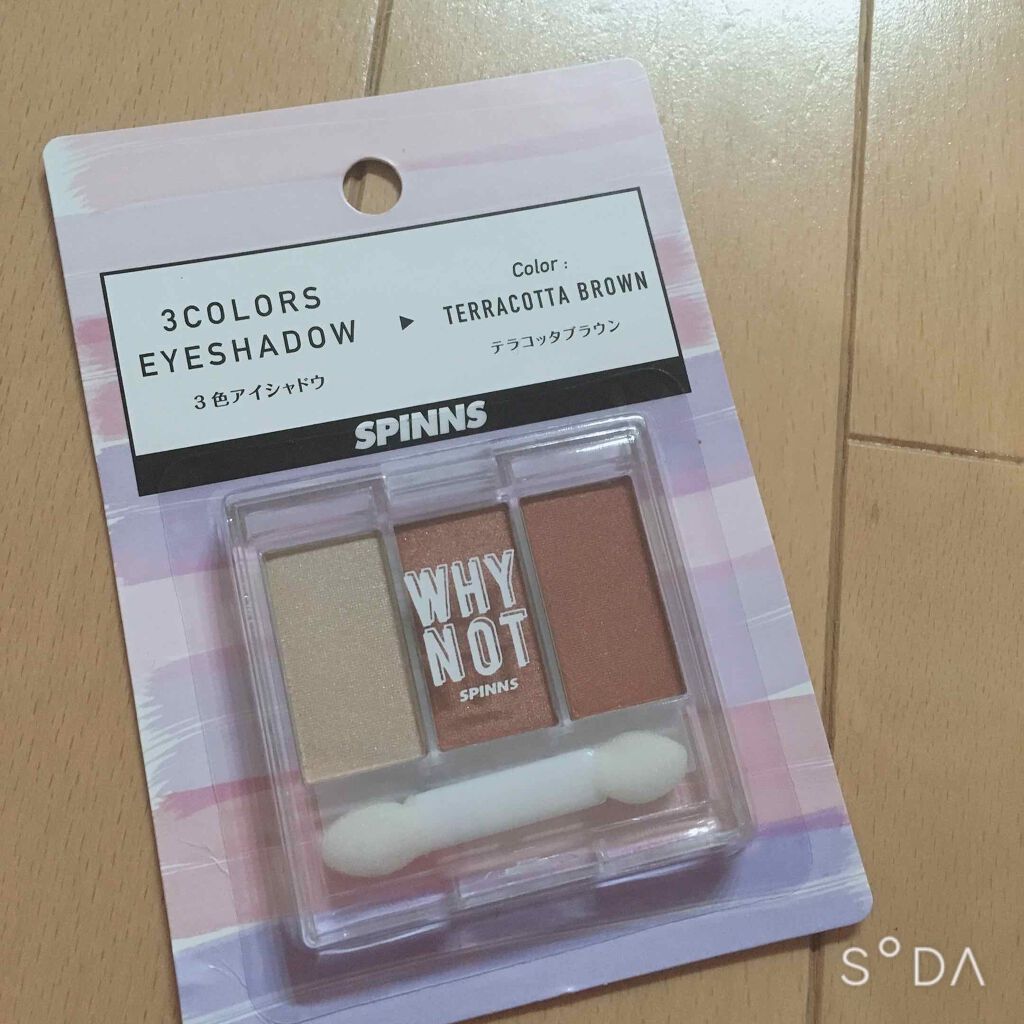 3COLORS
EYESHADOW
3色アイシャドウ
▶
Color :
TERRACOTTA BROWN
テラコッタブラウン
SPINNS
WHY
NOT
SPINNS
S°DA